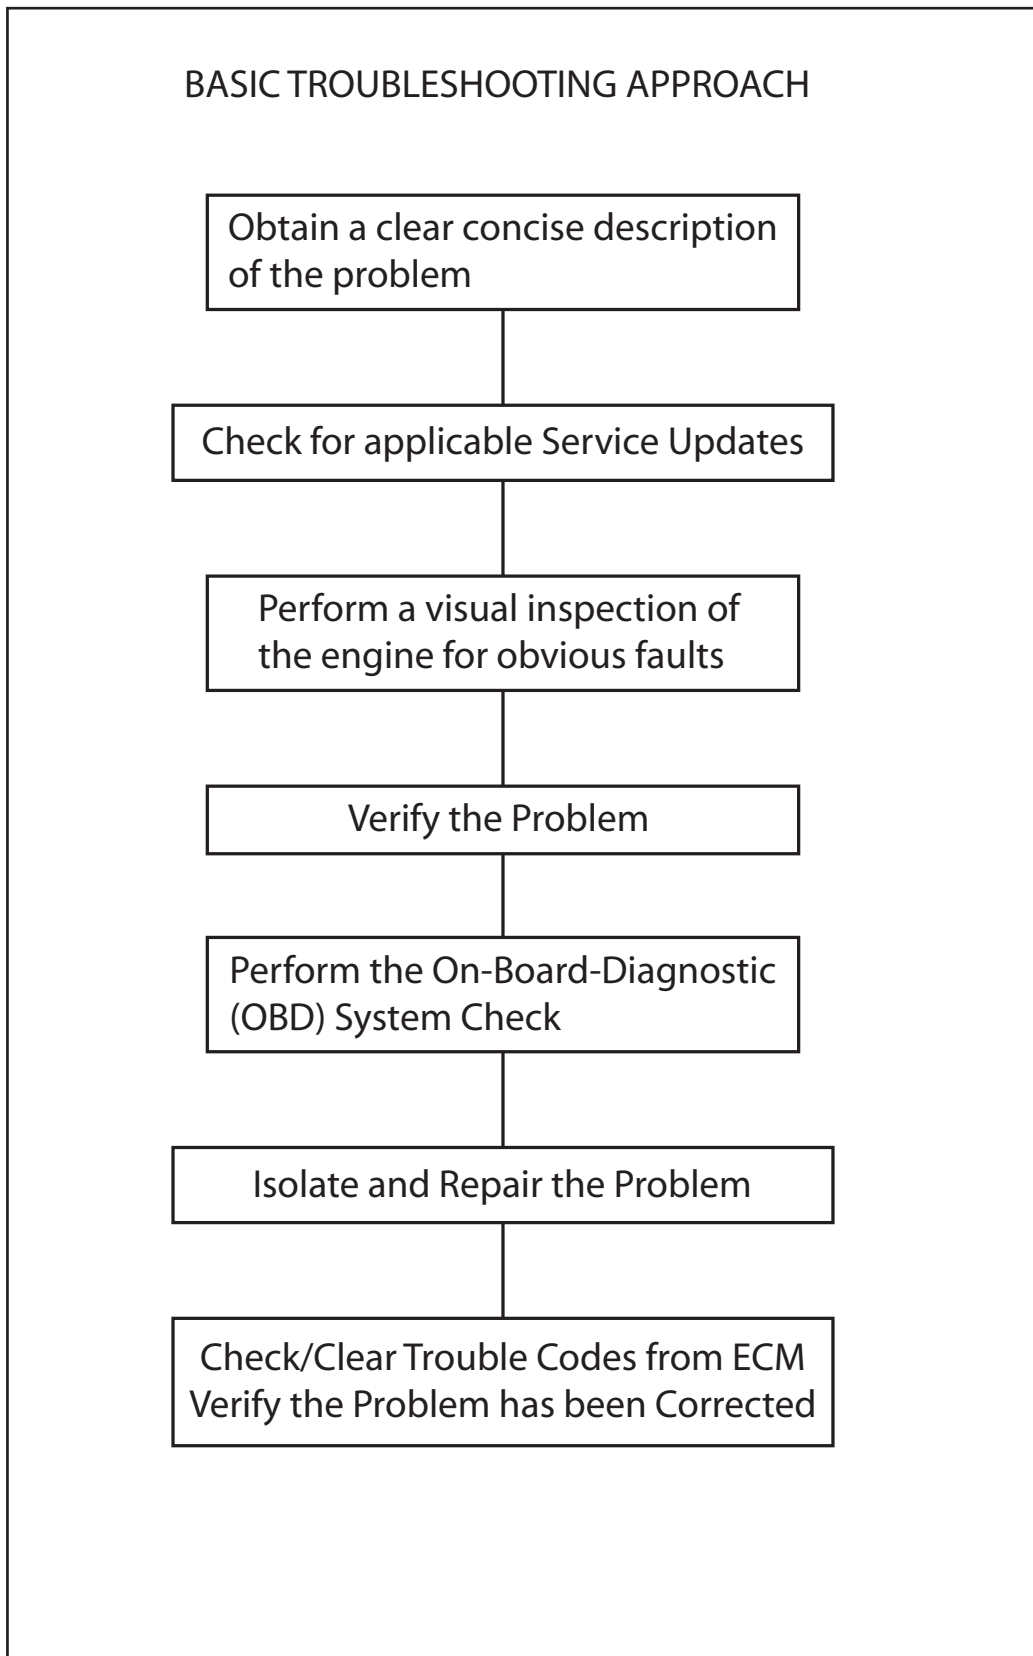 BASIC TROUBLESHOOTING APPROACH
Obtain a clear concise description
of the problem
Check for applicable Service Updates
Perform a visual inspection of
the engine for obvious faults
Verify the Problem
Perform the On-Board-Diagnostic
(OBD) System Check
Isolate and Repair the Problem
Check/Clear Trouble Codes from ECM
Verify the Problem has been Corrected